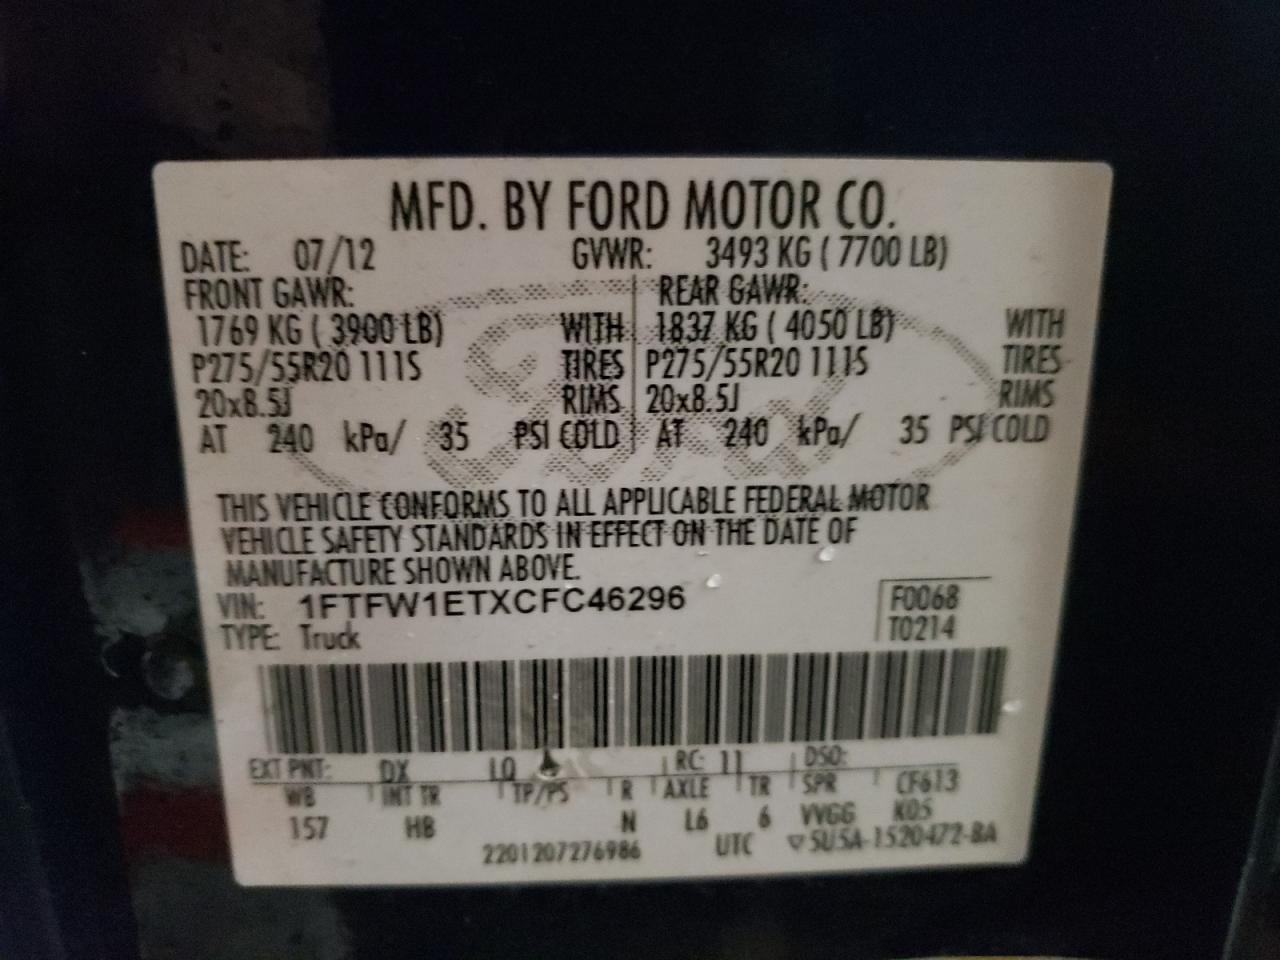 MFD. BY FORD MOTOR CO.
DATE: 07/12 GVWR: 3493 KG ( 7700 LB)
FRONT GAWR: REAR GAWR:
1769 KG ( 3900 LB) WITH 1837 KG ( 4050 LB) WITH
P275/55R20 111S TIRES P275/55R20 111S TIRES
20x8.5J RIMS 20x8.5J RIMS
AT 240 kPa/ 35 PSI COLD AT 240 kPa/ 35 PSI COLD
Ford
THIS VEHICLE CONFORMS TO ALL APPLICABLE FEDERAL MOTOR
VEHICLE SAFETY STANDARDS IN EFFECT ON THE DATE OF
MANUFACTURE SHOWN ABOVE.
VIN: 1FTFW1ETXCFC46296 F0068
TYPE: Truck T0214
EXT PNT: DX LQ RC: 11 DSO:
WB INT TR TP/PS R AXLE TR SPR CF613
157 HB N L6 6 VVGG K05
2201207276986 UTC ▽5U5A-1520472-BA